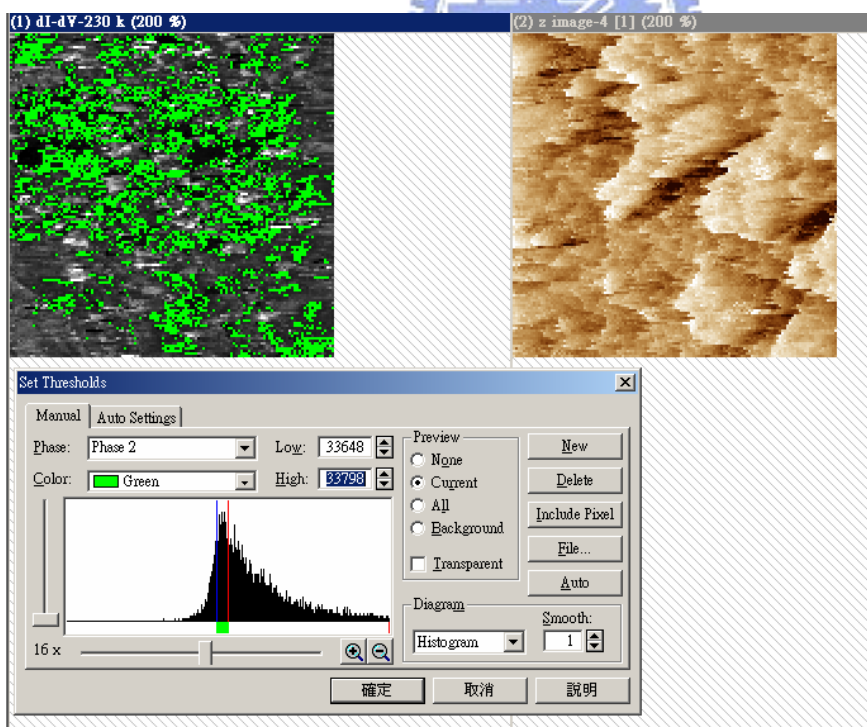 (1) dI-dV-230 k (200 %)
(2) z image-4 [1] (200 %)
Set Thresholds
Manual
Auto Settings
Phase: Phase 2
Low: 33648
Color: Green
High: 33798
Preview
None
Current
All
Background
Transparent
New
Delete
Include Pixel
File...
Auto
Diagram
Histogram
Smooth:
1
16 x
確定
取消
說明